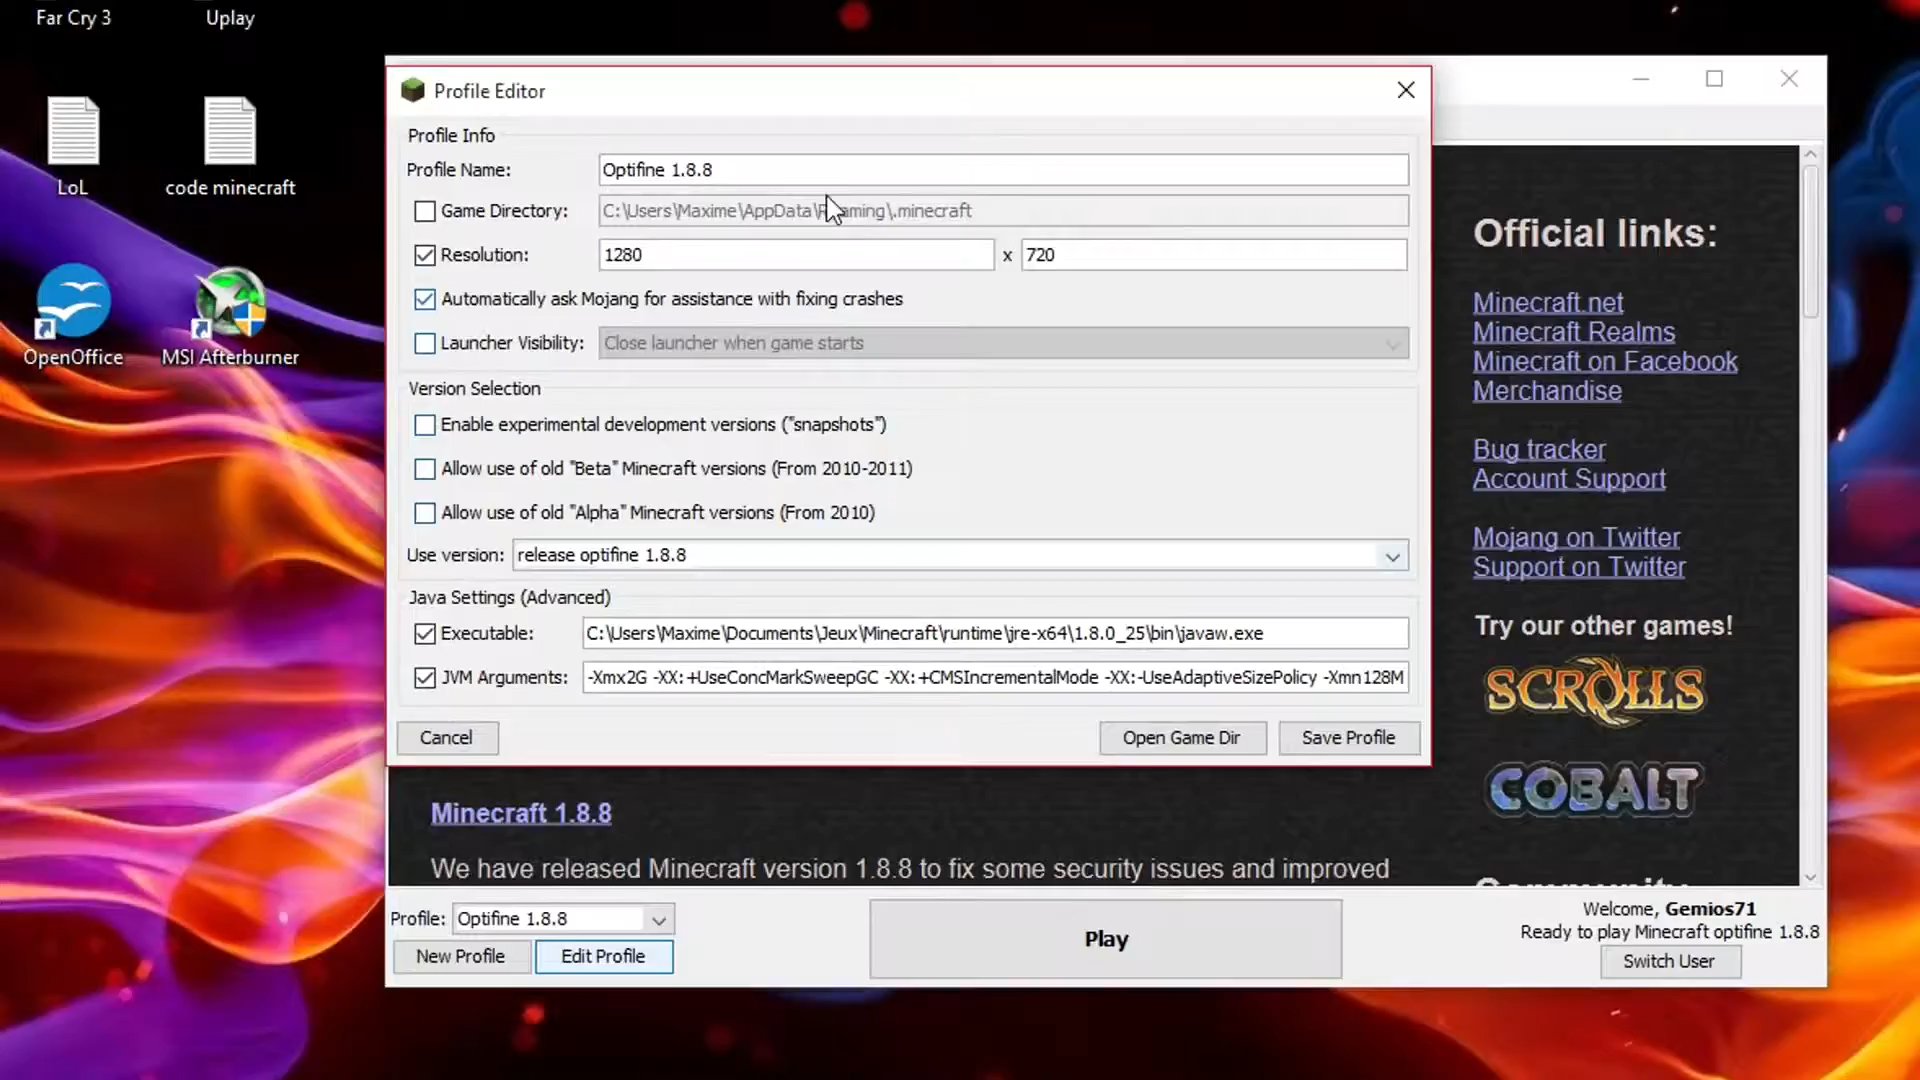 Far Cry 3
Uplay
LoL
code minecraft
OpenOffice
MSI Afterburner
Profile Editor
Profile Info
Profile Name: Optifine 1.8.8
Game Directory: C:\Users\Maxime\AppData\Roaming\.minecraft
Resolution: 1280 x 720
Automatically ask Mojang for assistance with fixing crashes
Launcher Visibility: Close launcher when game starts
Version Selection
Enable experimental development versions ("snapshots")
Allow use of old "Beta" Minecraft versions (From 2010-2011)
Allow use of old "Alpha" Minecraft versions (From 2010)
Use version: release optifine 1.8.8
Java Settings (Advanced)
Executable: C:\Users\Maxime\Documents\Jeux\Minecraft\runtime\jre-x64\1.8.0_25\bin\javaw.exe
JVM Arguments: -Xmx2G -XX:+UseConcMarkSweepGC -XX:+CMSIncrementalMode -XX:-UseAdaptiveSizePolicy -Xmn128M
Cancel
Open Game Dir
Save Profile
Official links:
Minecraft.net
Minecraft Realms
Minecraft on Facebook
Merchandise
Bug tracker
Account Support
Mojang on Twitter
Support on Twitter
Try our other games!
SCROLLS
COBALT
Community
Minecraft 1.8.8
We have released Minecraft version 1.8.8 to fix some security issues and improved
Profile: Optifine 1.8.8
New Profile
Edit Profile
Play
Welcome, Gemios71
Ready to play Minecraft optifine 1.8.8
Switch User